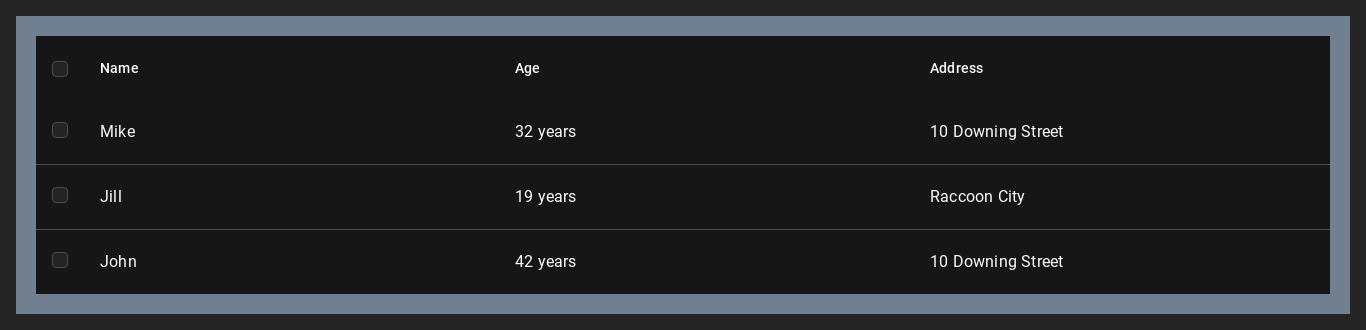 Name Age Address
Mike 32 years 10 Downing Street
Jill 19 years Raccoon City
John 42 years 10 Downing Street